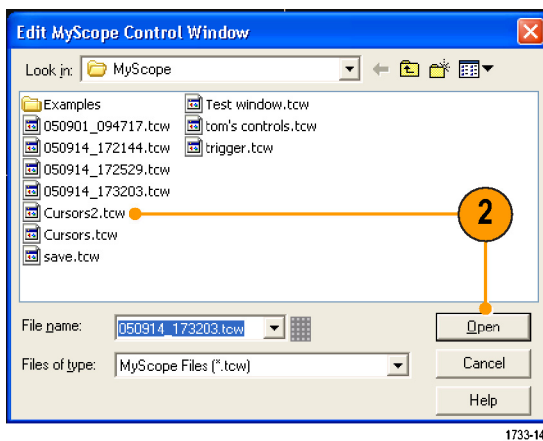 Edit MyScope Control Window
Look in: MyScope
Examples
050901_094717.tcw
050914_172144.tcw
050914_172529.tcw
050914_173203.tcw
Cursors2.tcw
Cursors.tcw
save.tcw
Test window.tcw
tom's controls.tcw
trigger.tcw
2
File name: 050914_173203.tcw Open
Files of type: MyScope Files (*.tcw) Cancel
Help
1733-14